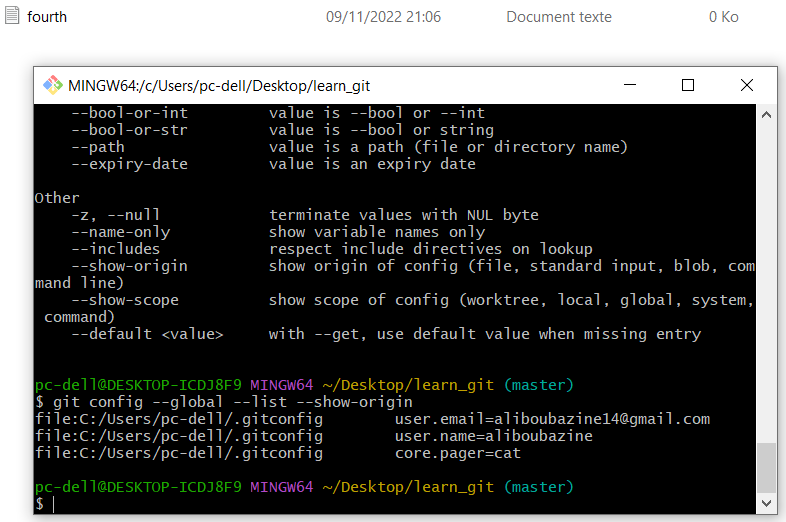 fourth 09/11/2022 21:06 Document texte 0 Ko
MINGW64:/c/Users/pc-dell/Desktop/learn_git
--bool-or-int value is --bool or --int
--bool-or-str value is --bool or string
--path value is a path (file or directory name)
--expiry-date value is an expiry date
Other
-z, --null terminate values with NUL byte
--name-only show variable names only
--includes respect include directives on lookup
--show-origin show origin of config (file, standard input, blob, com
mand line)
--show-scope show scope of config (worktree, local, global, system,
command)
--default <value> with --get, use default value when missing entry
pc-dell@DESKTOP-ICDJ8F9 MINGW64 ~/Desktop/learn_git (master)
$ git config --global --list --show-origin
file:C:/Users/pc-dell/.gitconfig user.email=aliboubazine14@gmail.com
file:C:/Users/pc-dell/.gitconfig user.name=aliboubazine
file:C:/Users/pc-dell/.gitconfig core.pager=cat
pc-dell@DESKTOP-ICDJ8F9 MINGW64 ~/Desktop/learn_git (master)
$